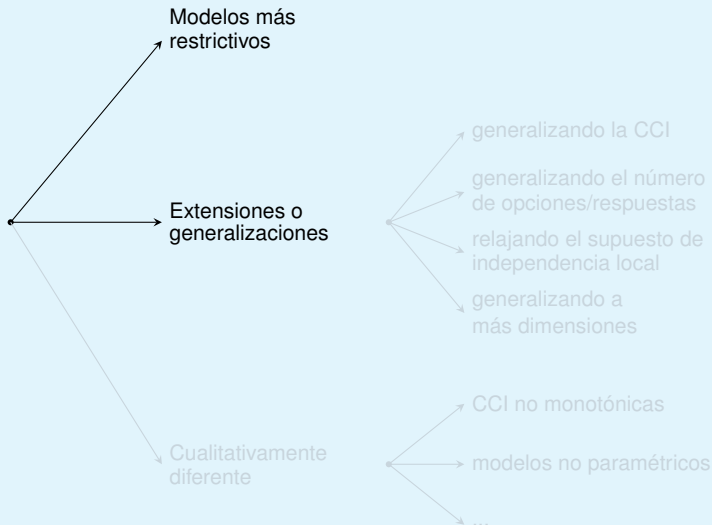 Modelos más
restrictivos
Extensiones o
generalizaciones
generalizando la CCI
generalizando el número
de opciones/respuestas
relajando el supuesto de
independencia local
generalizando a
más dimensiones
Cualitativamente
diferente
CCI no monotónicas
modelos no paramétricos
...